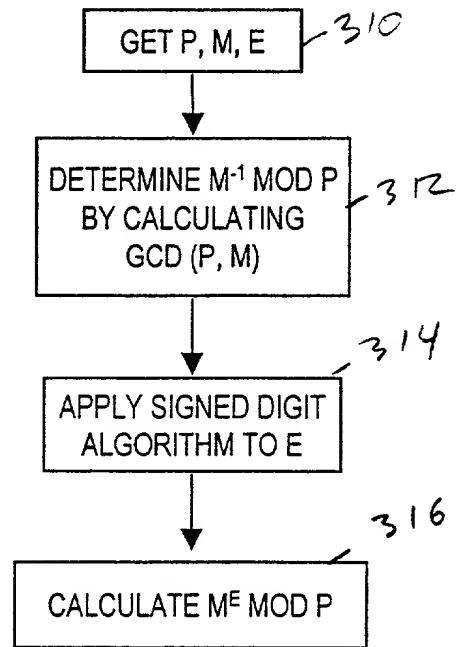 GET P, M, E
310
DETERMINE M⁻¹ MOD P
BY CALCULATING
GCD (P, M)
312
314
APPLY SIGNED DIGIT
ALGORITHM TO E
316
CALCULATE Mᴱ MOD P